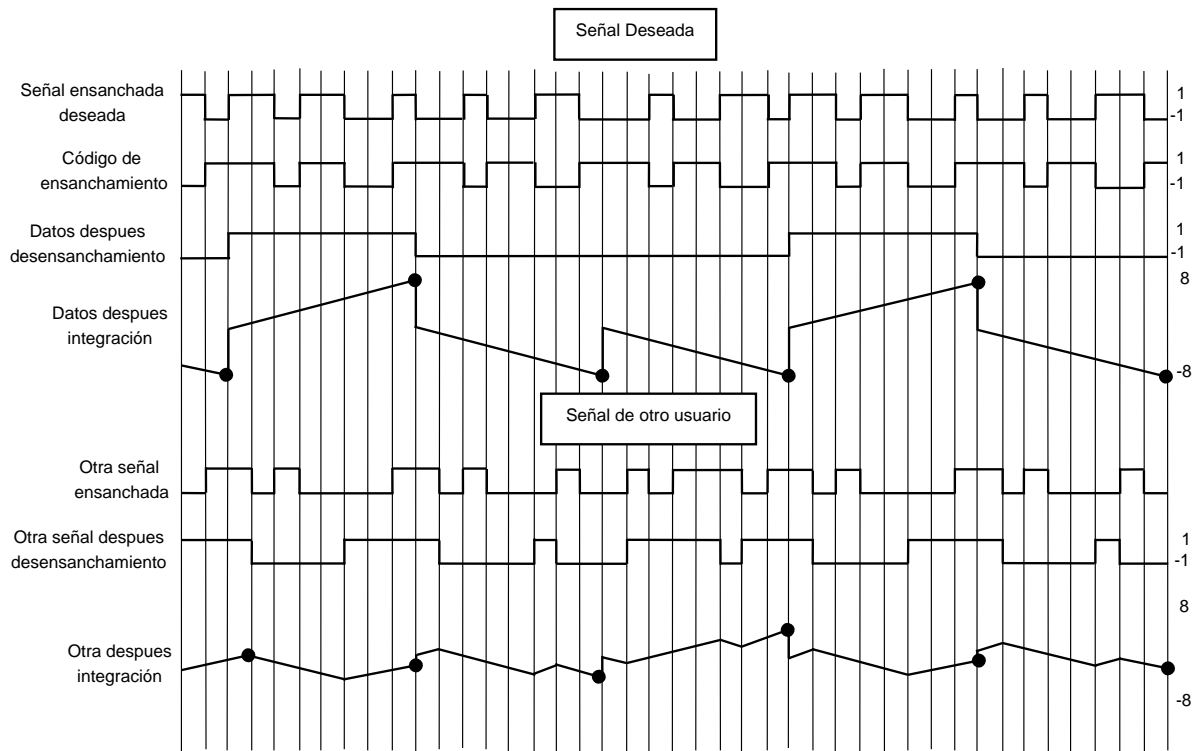 Señal Deseada
Señal ensanchada
deseada
1
-1
Código de
ensanchamiento
1
-1
Datos despues
desensanchamiento
1
-1
8
Datos despues
integración
-8
Señal de otro usuario
Otra señal
ensanchada
Otra señal despues
desensanchamiento
1
-1
8
Otra despues
integración
-8